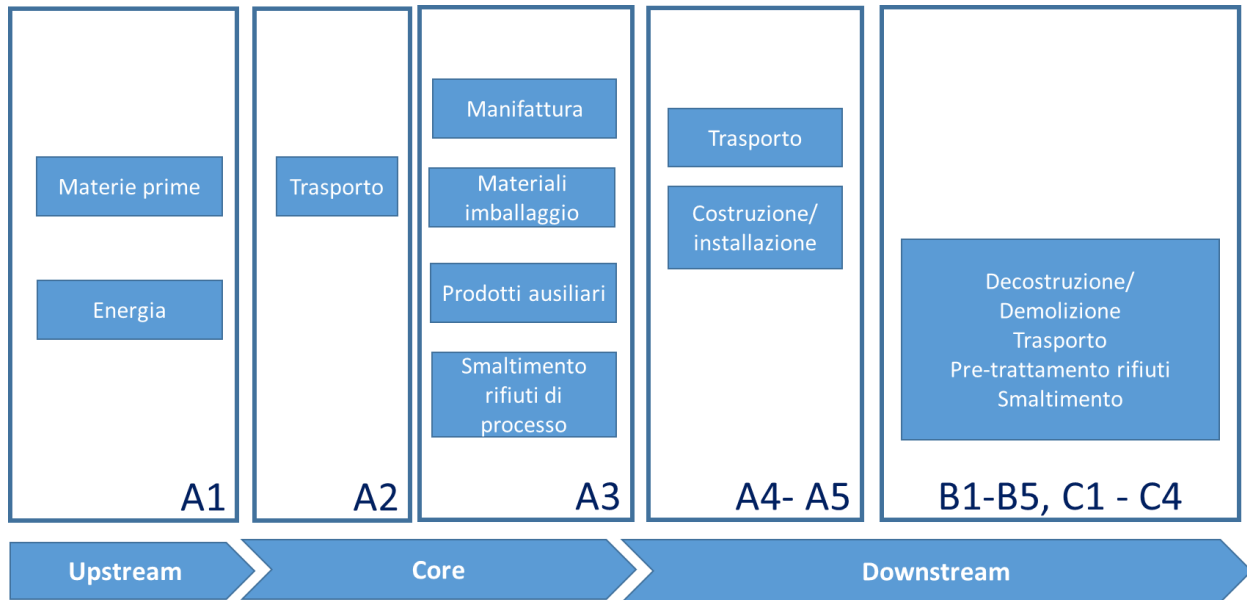 Materie prime
Energia
A1
Trasporto
A2
Manifattura
Materiali
imballaggio
Prodotti ausiliari
Smaltimento
rifiuti di
processo
A3
Trasporto
Costruzione/
installazione
A4- A5
Decostruzione/
Demolizione
Trasporto
Pre-trattamento rifiuti
Smaltimento
B1-B5, C1 - C4
Upstream
Core
Downstream